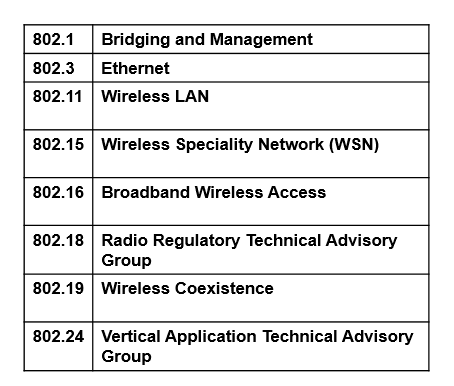 802.1 Bridging and Management
802.3 Ethernet
802.11 Wireless LAN
802.15 Wireless Speciality Network (WSN)
802.16 Broadband Wireless Access
802.18 Radio Regulatory Technical Advisory
Group
802.19 Wireless Coexistence
802.24 Vertical Application Technical Advisory
Group